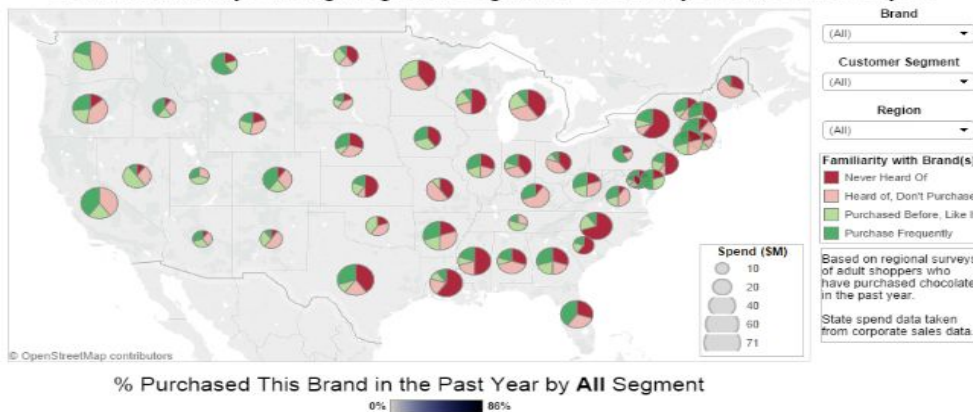 Brand
(All)
Customer Segment
(All)
Region
(All)
Familiarity with Brand(s)
Never Heard Of
Heard of, Don't Purchase
Purchased Before, Like I
Purchase Frequently
Based on regional surveys
of adult shoppers who
have purchased chocolate
in the past year.
State spend data taken
from corporate sales data.
Spend ($M)
10
20
40
60
71
© OpenStreetMap contributors
% Purchased This Brand in the Past Year by All Segment
0% 86%